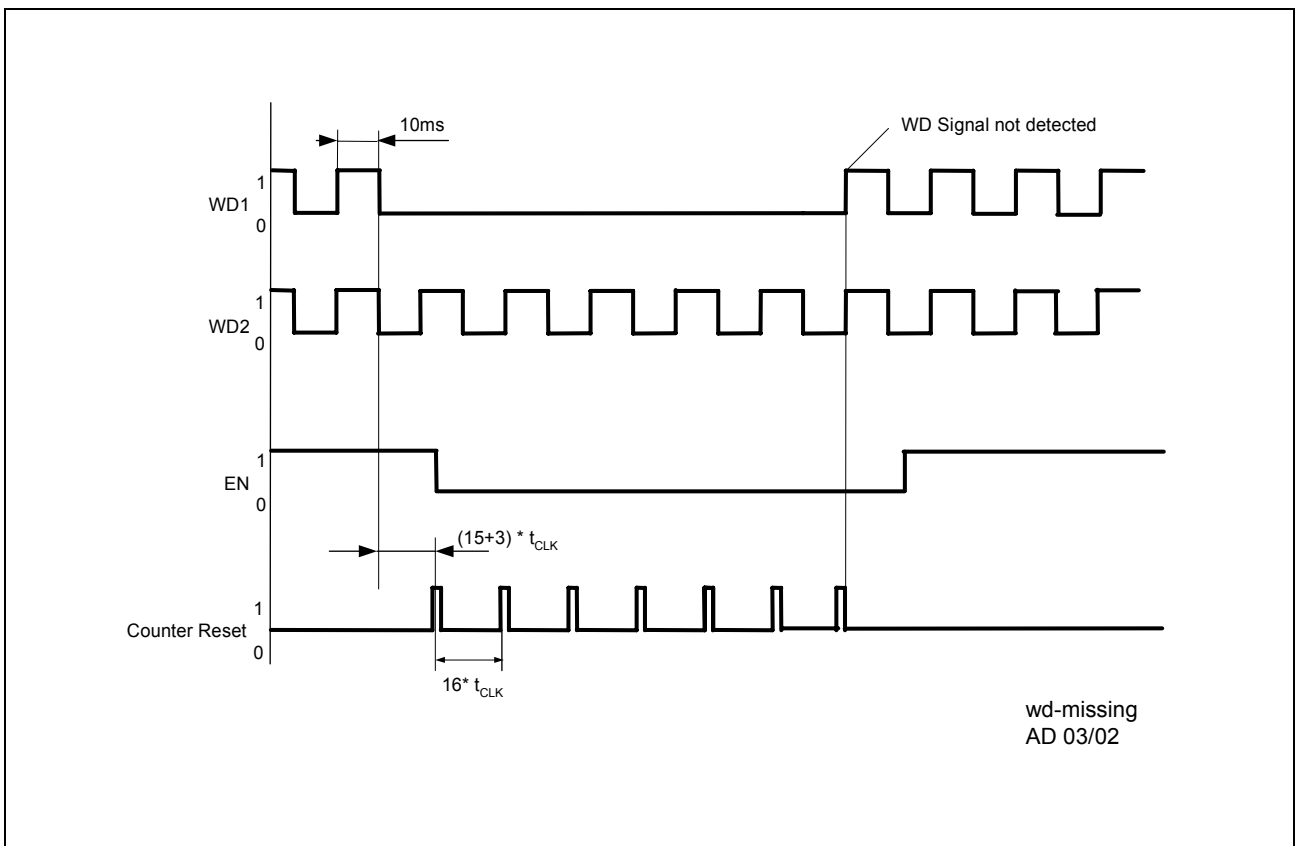 10ms
WD Signal not detected
1
WD1
0
1
WD2
0
1
EN
0
(15+3) * tCLK
1
Counter Reset
0
16* tCLK
wd-missing
AD 03/02